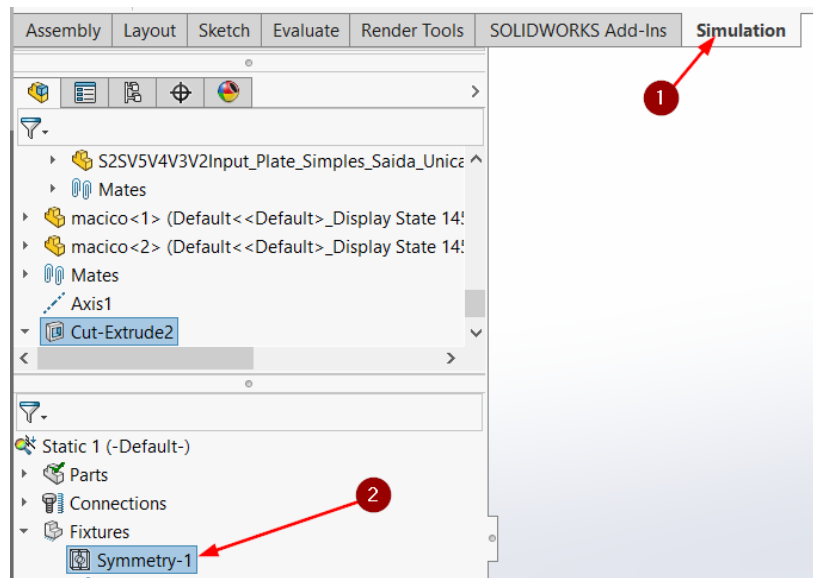 Assembly Layout Sketch Evaluate Render Tools SOLIDWORKS Add-Ins Simulation
1
S2SV5V4V3V2Input_Plate_Simples_Saida_Unica
Mates
macico<1> (Default<<Default>_Display State 145
macico<2> (Default<<Default>_Display State 145
Mates
Axis1
Cut-Extrude2
Static 1 (-Default-)
Parts
2
Connections
Fixtures
Symmetry-1